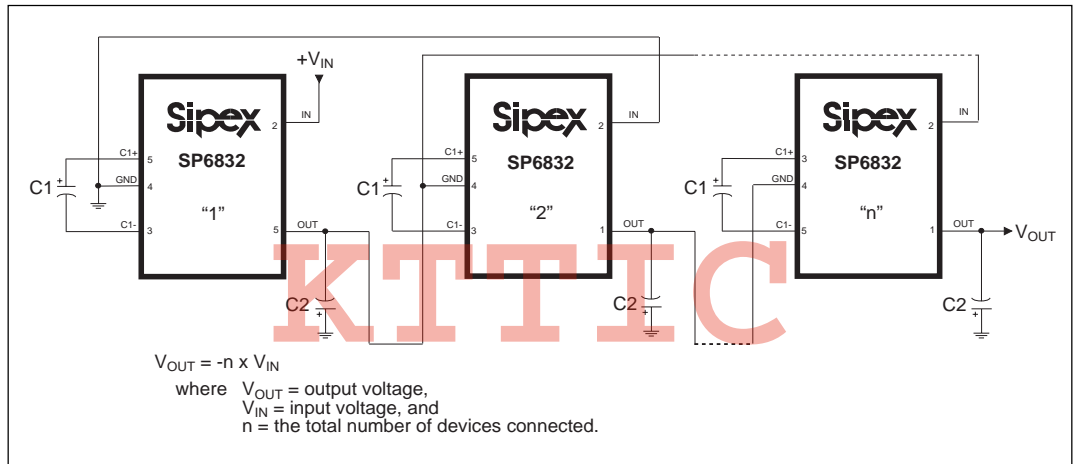 +VIN
Sipex
SP6832
"1"
IN
2
C1+
5
GND
4
C1-
3
OUT
5
C1
+
C2
+
Sipex
SP6832
"2"
IN
2
C1+
5
GND
4
C1-
3
OUT
1
C1
+
C2
+
Sipex
SP6832
"n"
IN
2
C1+
3
GND
4
C1-
5
OUT
1
C1
+
C2
+
VOUT
KTTIC
VOUT = -n x VIN
where VOUT = output voltage,
VIN = input voltage, and
n = the total number of devices connected.